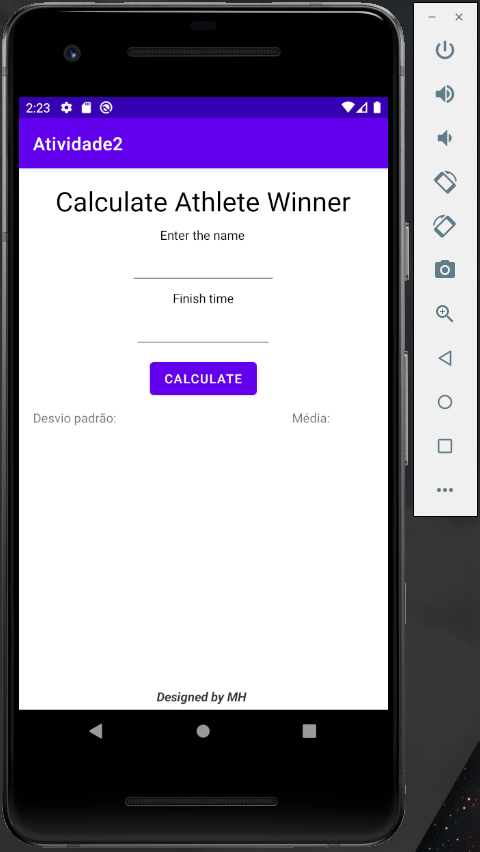 2:23
Atividade2
Calculate Athlete Winner
Enter the name
Finish time
CALCULATE
Desvio padrão: Média:
Designed by MH